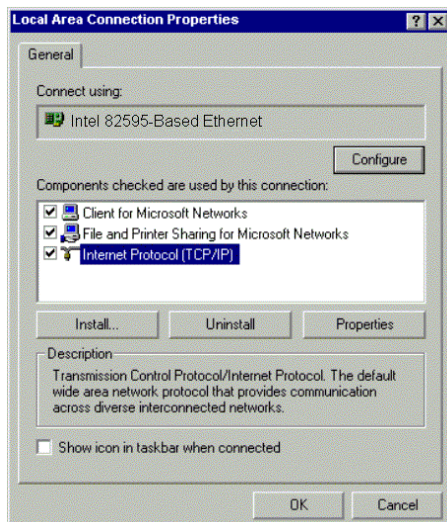 Local Area Connection Properties
General
Connect using:
Intel 82595-Based Ethernet
Configure
Components checked are used by this connection:
Client for Microsoft Networks
File and Printer Sharing for Microsoft Networks
Internet Protocol (TCP/IP)
Install...
Uninstall
Properties
Description
Transmission Control Protocol/Internet Protocol. The default
wide area network protocol that provides communication
across diverse interconnected networks.
Show icon in taskbar when connected
OK
Cancel